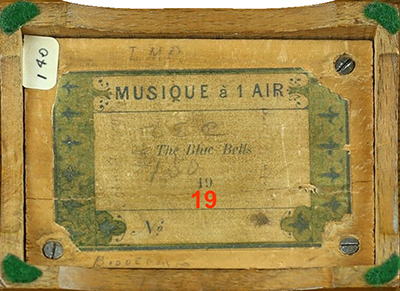 140
MUSIQUE à 1 AIR
The Blue Bells
19
19
No